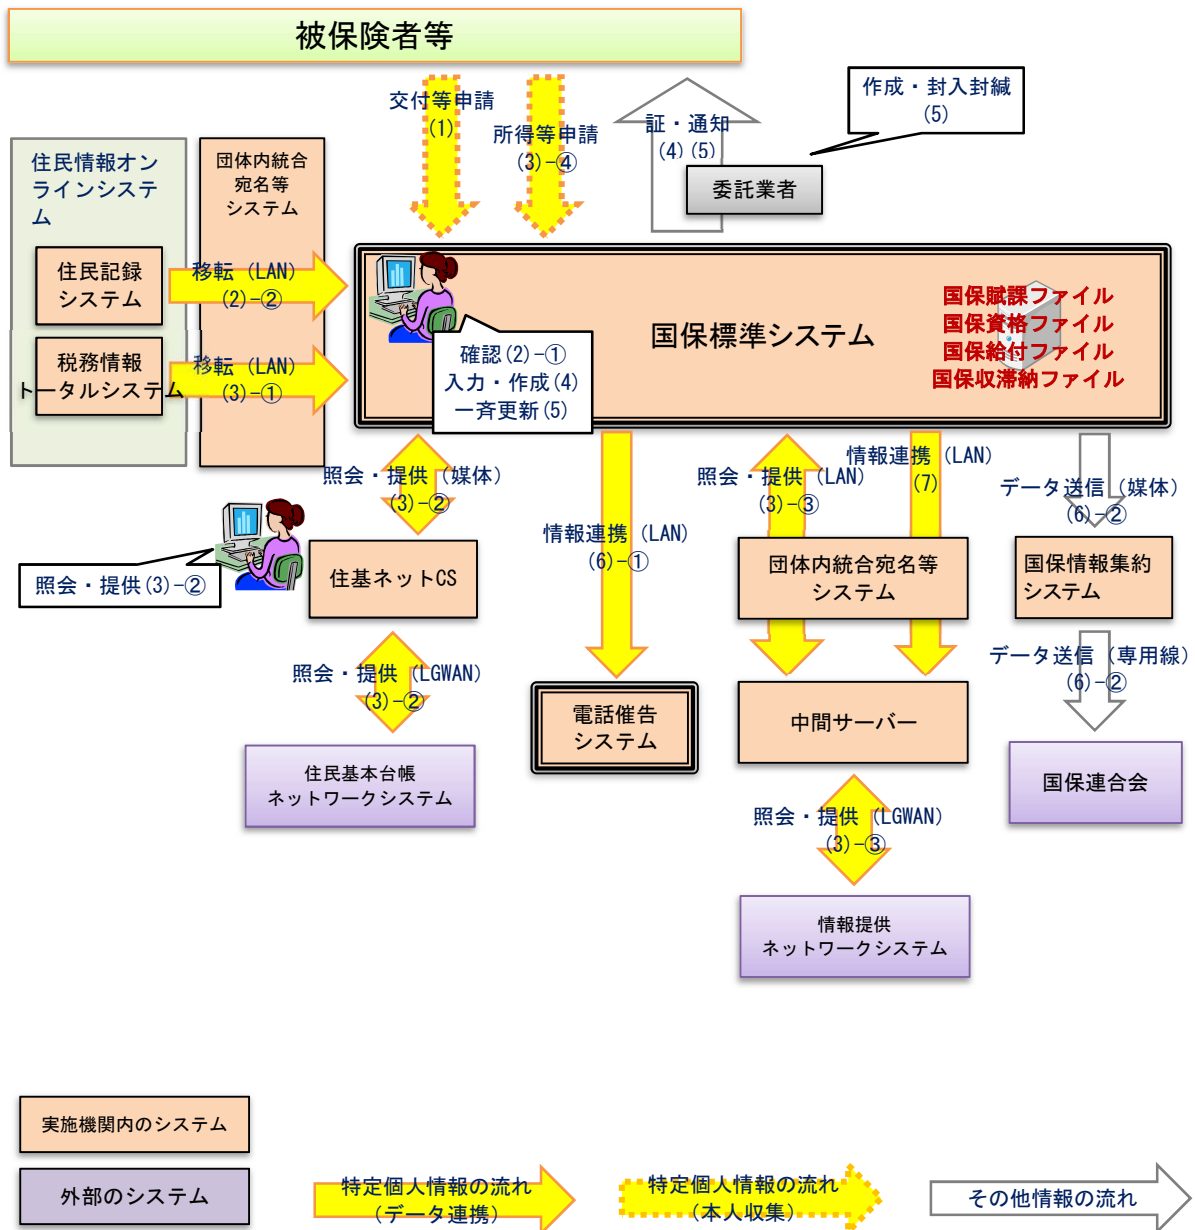 被保険者等
交付等申請
(1)
所得等申請
(3)-④
証・通知
(4)(5)
作成・封入封緘
(5)
委託業者
住民情報オン
ラインシステ
ム
団体内統合
宛名等
システム
住民記録
システム
移転（LAN）
(2)-②
税務情報
トータルシステム
移転（LAN）
(3)-①
国保標準システム
確認(2)-①
入力・作成(4)
一斉更新(5)
国保賦課ファイル
国保資格ファイル
国保給付ファイル
国保収滞納ファイル
照会・提供（媒体）
(3)-②
情報連携（LAN）
(6)-①
照会・提供（LAN）
(3)-③
情報連携（LAN）
(7)
データ送信（媒体）
(6)-②
照会・提供(3)-②
住基ネットCS
団体内統合宛名等
システム
国保情報集約
システム
照会・提供（LGWAN）
(3)-②
データ送信（専用線）
(6)-②
電話催告
システム
中間サーバー
住民基本台帳
ネットワークシステム
国保連合会
照会・提供（LGWAN）
(3)-③
情報提供
ネットワークシステム
実施機関内のシステム
外部のシステム
特定個人情報の流れ
（データ連携）
特定個人情報の流れ
（本人収集）
その他情報の流れ